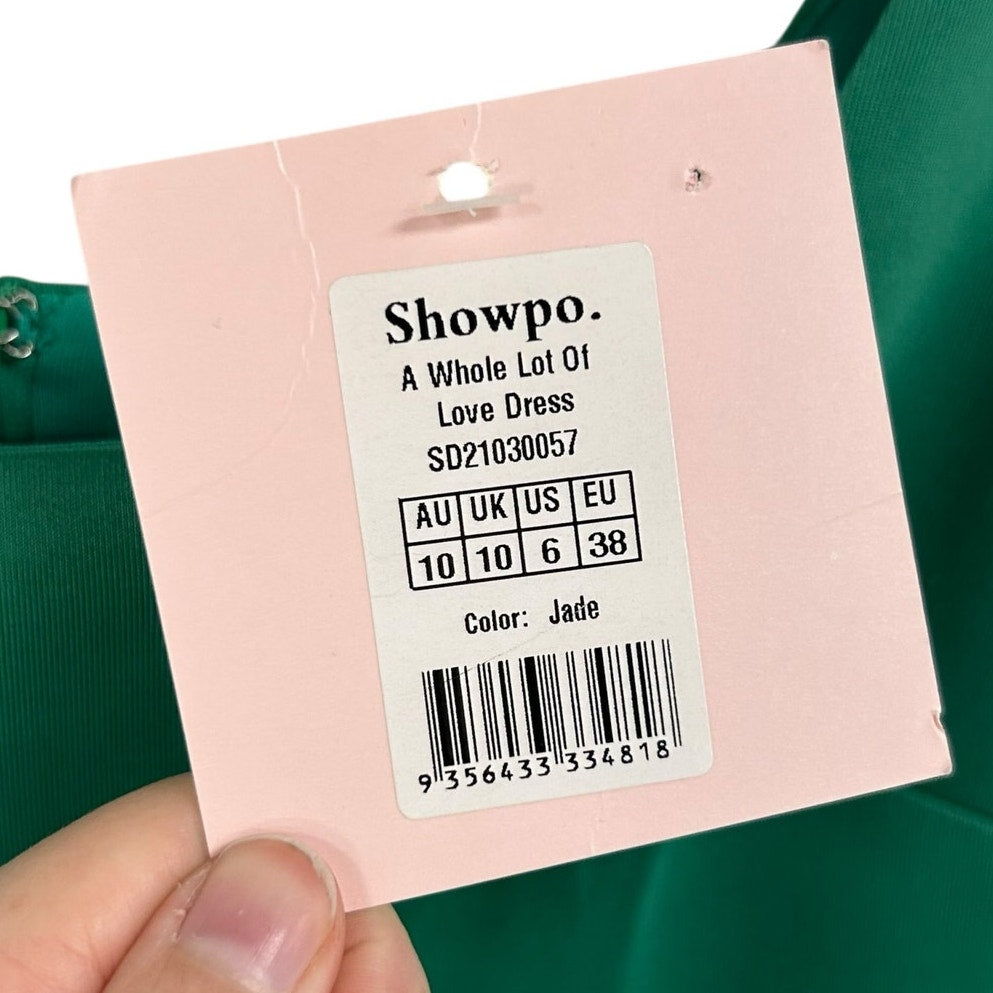 Showpo.
A Whole Lot Of
Love Dress
SD21030057
AU UK US EU
10 10 6 38
Color: Jade
9 356433 334818